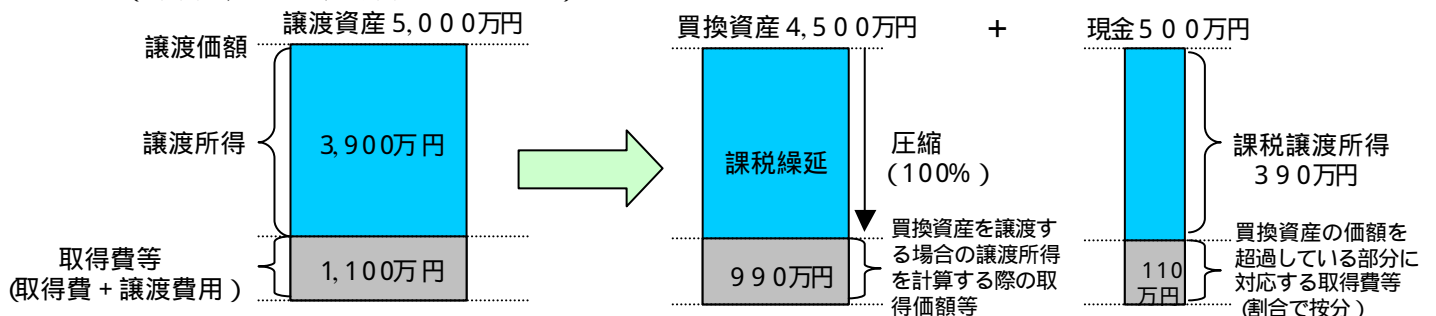 譲渡資産5,000万円
買換資産4,500万円
+
現金500万円
譲渡価額
譲渡所得
3,900万円
課税繰延
圧縮
(100%)
課税譲渡所得
390万円
取得費等
(取得費+譲渡費用)
1,100万円
990万円
買換資産を譲渡す
る場合の譲渡所得
を計算する際の取
得価額等
110
万円
買換資産の価額を
超過している部分に
対応する取得費等
(割合で按分)